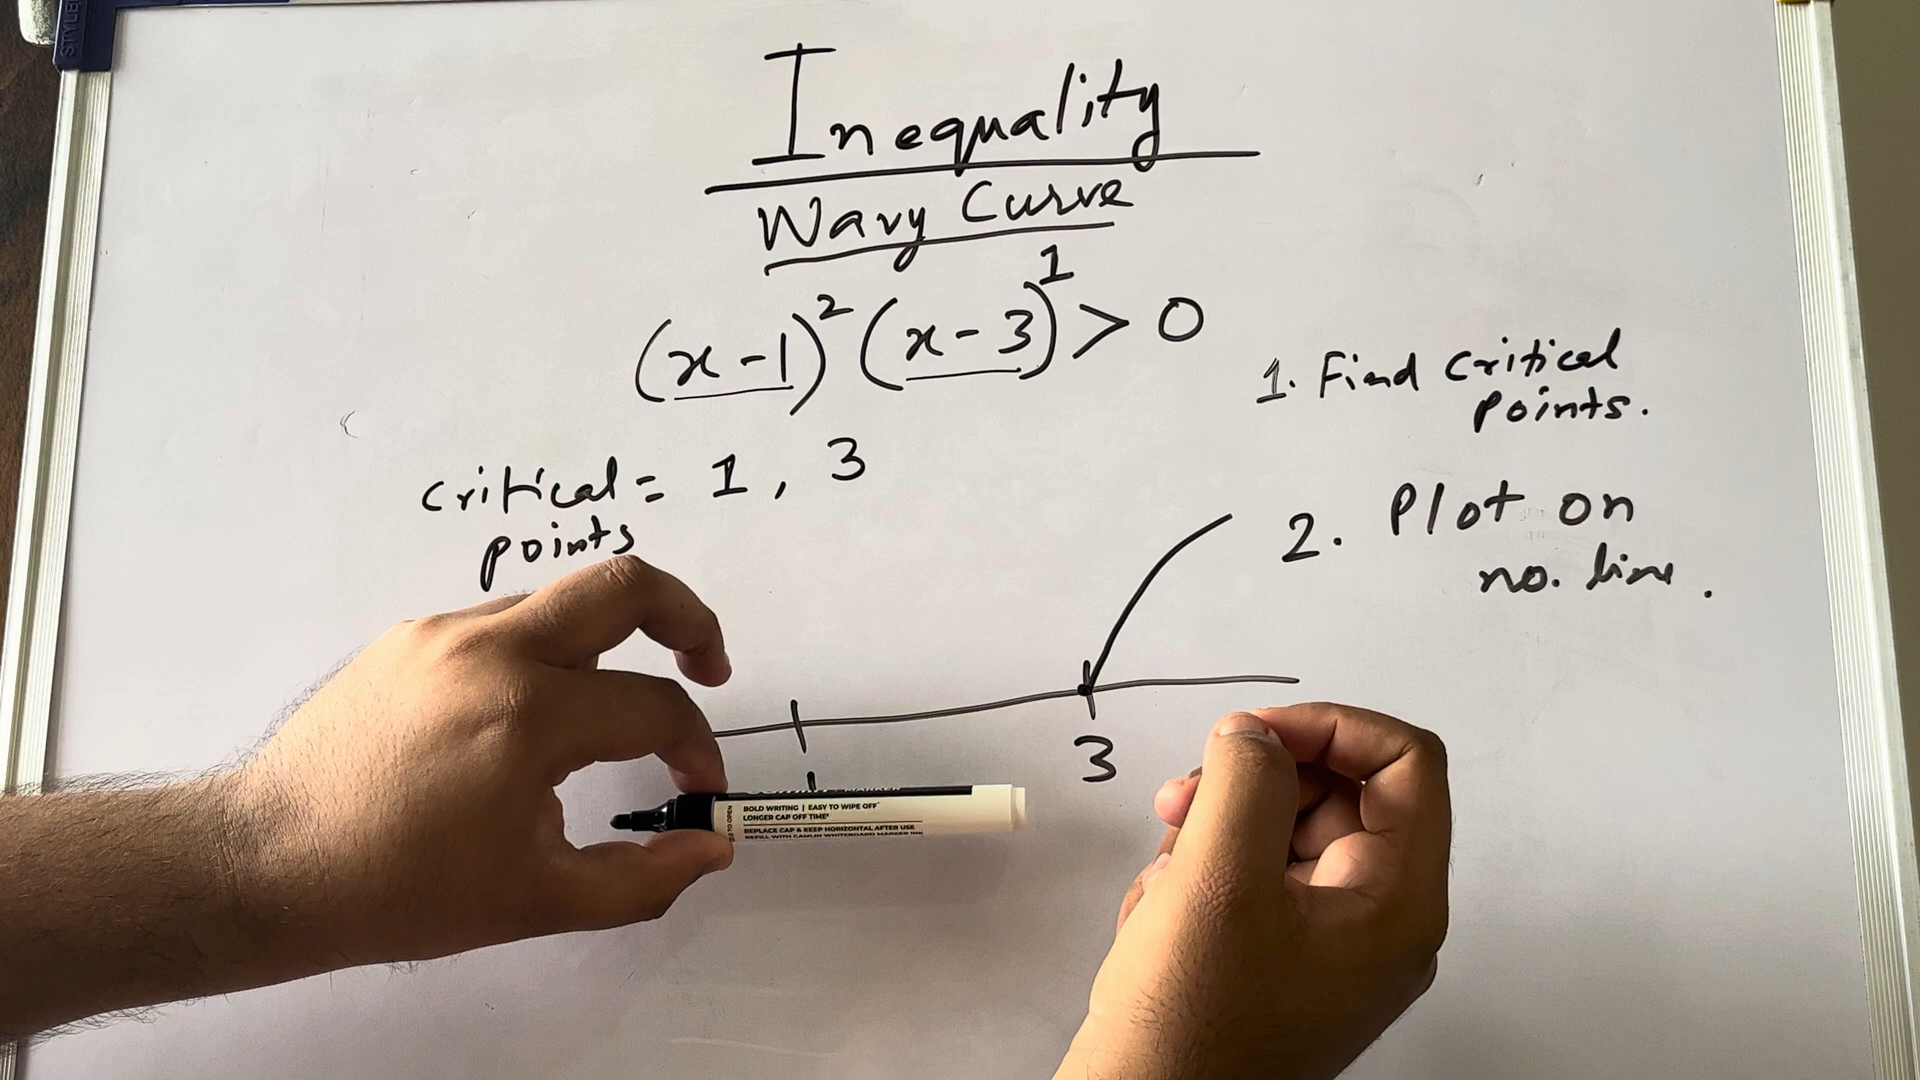 STYLE
Inequality
Wavy Curve
(x-1)² (x-3)¹ > 0
1. Find Critical
Points.
Critical = 1, 3
points
2. Plot on
no. line.
3
BOLD WRITING | EASY TO WIPE OFF*
LONGER CAP OFF TIME*
REPLACE CAP & KEEP HORIZONTAL AFTER USE
REFILL WITH CAMLIN WHITEBOARD MARKER INK